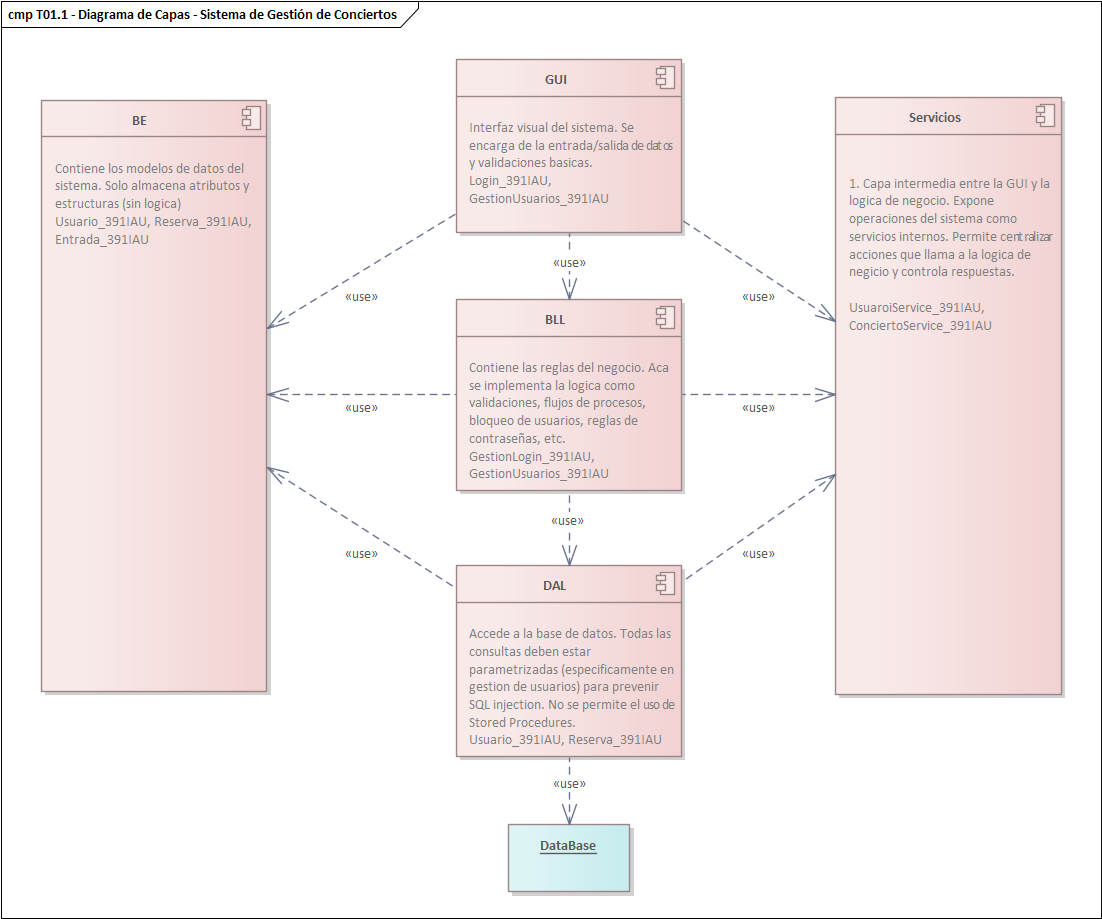 cmp T01.1 - Diagrama de Capas - Sistema de Gestión de Conciertos
GUI
Interfaz visual del sistema. Se
encarga de la entrada/salida de datos
y validaciones basicas.
Login_391IAU,
GestionUsuarios_391IAU
BE
Contiene los modelos de datos del
sistema. Solo almacena atributos y
estructuras (sin logica)
Usuario_391IAU, Reserva_391IAU,
Entrada_391IAU
Servicios
1. Capa intermedia entre la GUI y la
logica de negocio. Expone
operaciones del sistema como
servicios internos. Permite centralizar
acciones que llama a la logica de
negicio y controla respuestas.
UsuaroiService_391IAU,
ConciertoService_391IAU
«use»
«use»
«use»
BLL
Contiene las reglas del negocio. Aca
se implementa la logica como
validaciones, flujos de procesos,
bloqueo de usuarios, reglas de
contraseñas, etc.
GestionLogin_391IAU,
GestionUsuarios_391IAU
«use»
«use»
«use»
«use»
«use»
DAL
Accede a la base de datos. Todas las
consultas deben estar
parametrizadas (especificamente en
gestion de usuarios) para prevenir
SQL injection. No se permite el uso de
Stored Procedures.
Usuario_391IAU, Reserva_391IAU
«use»
DataBase